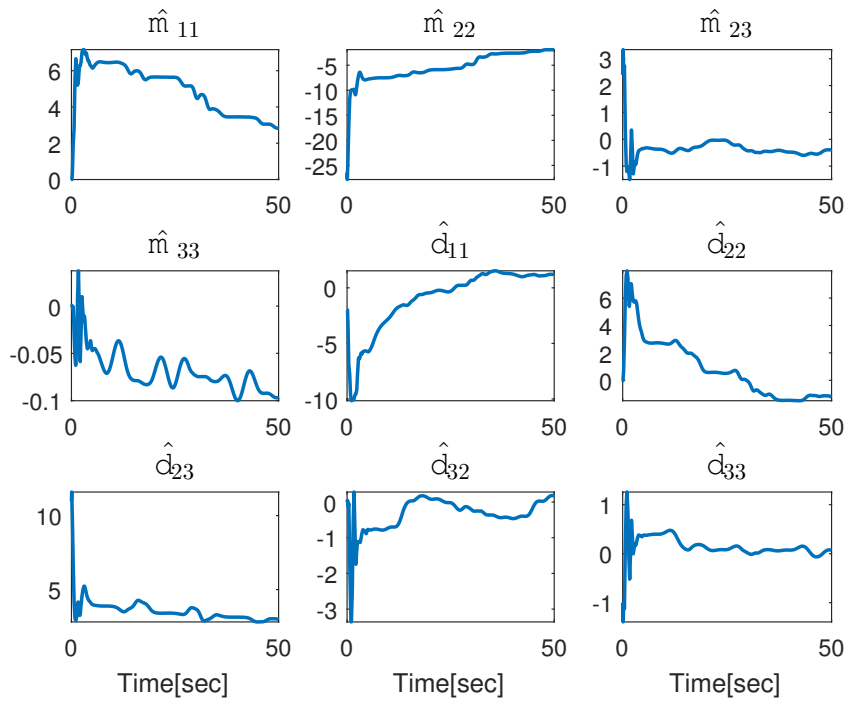 m̂ 11 m̂ 22 m̂ 23
6 4 2 0
-5 -10 -15 -20 -25
3 2 1 0 -1
0 50 0 50 0 50
m̂ 33 d̂11 d̂22
0 -0.05 -0.1
0 -5 -10
6 4 2 0
0 50 0 50 0 50
d̂23 d̂32 d̂33
10 5
0 -1 -2 -3
1 0 -1
0 50 0 50 0 50
Time[sec] Time[sec] Time[sec]